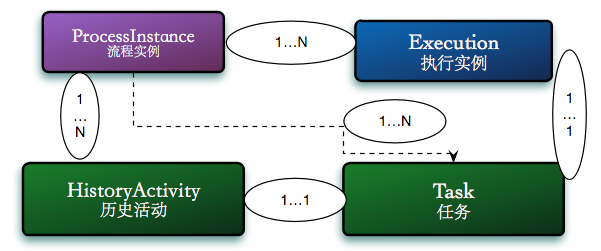 ProcessInstance
流程实例
1…N
Execution
执行实例
1
…
N
1…N
1
…
1
HistoryActivity
历史活动
1…1
Task
任务